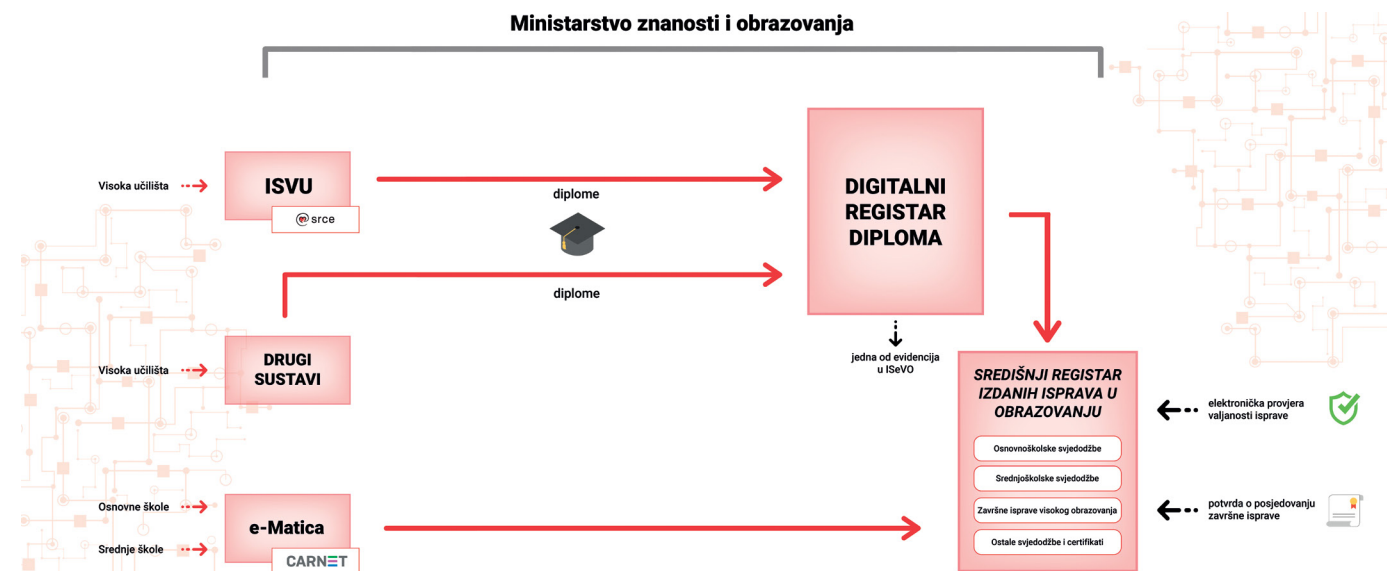 Ministarstvo znanosti i obrazovanja
Visoka učilišta
ISVU
srce
diplome
diplome
DIGITALNI
REGISTAR
DIPLOMA
jedna od evidencija
u ISeVO
Visoka učilišta
DRUGI
SUSTAVI
SREDIŠNJI REGISTAR
IZDANIH ISPRAVA U
OBRAZOVANJU
Osnovnoškolske svjedodžbe
Srednjoškolske svjedodžbe
Završne isprave visokog obrazovanja
Ostale svjedodžbe i certifikati
elektronička provjera
valjanosti isprave
potvrda o posjedovanju
završne isprave
Osnovne škole
Srednje škole
e-Matica
CARNET